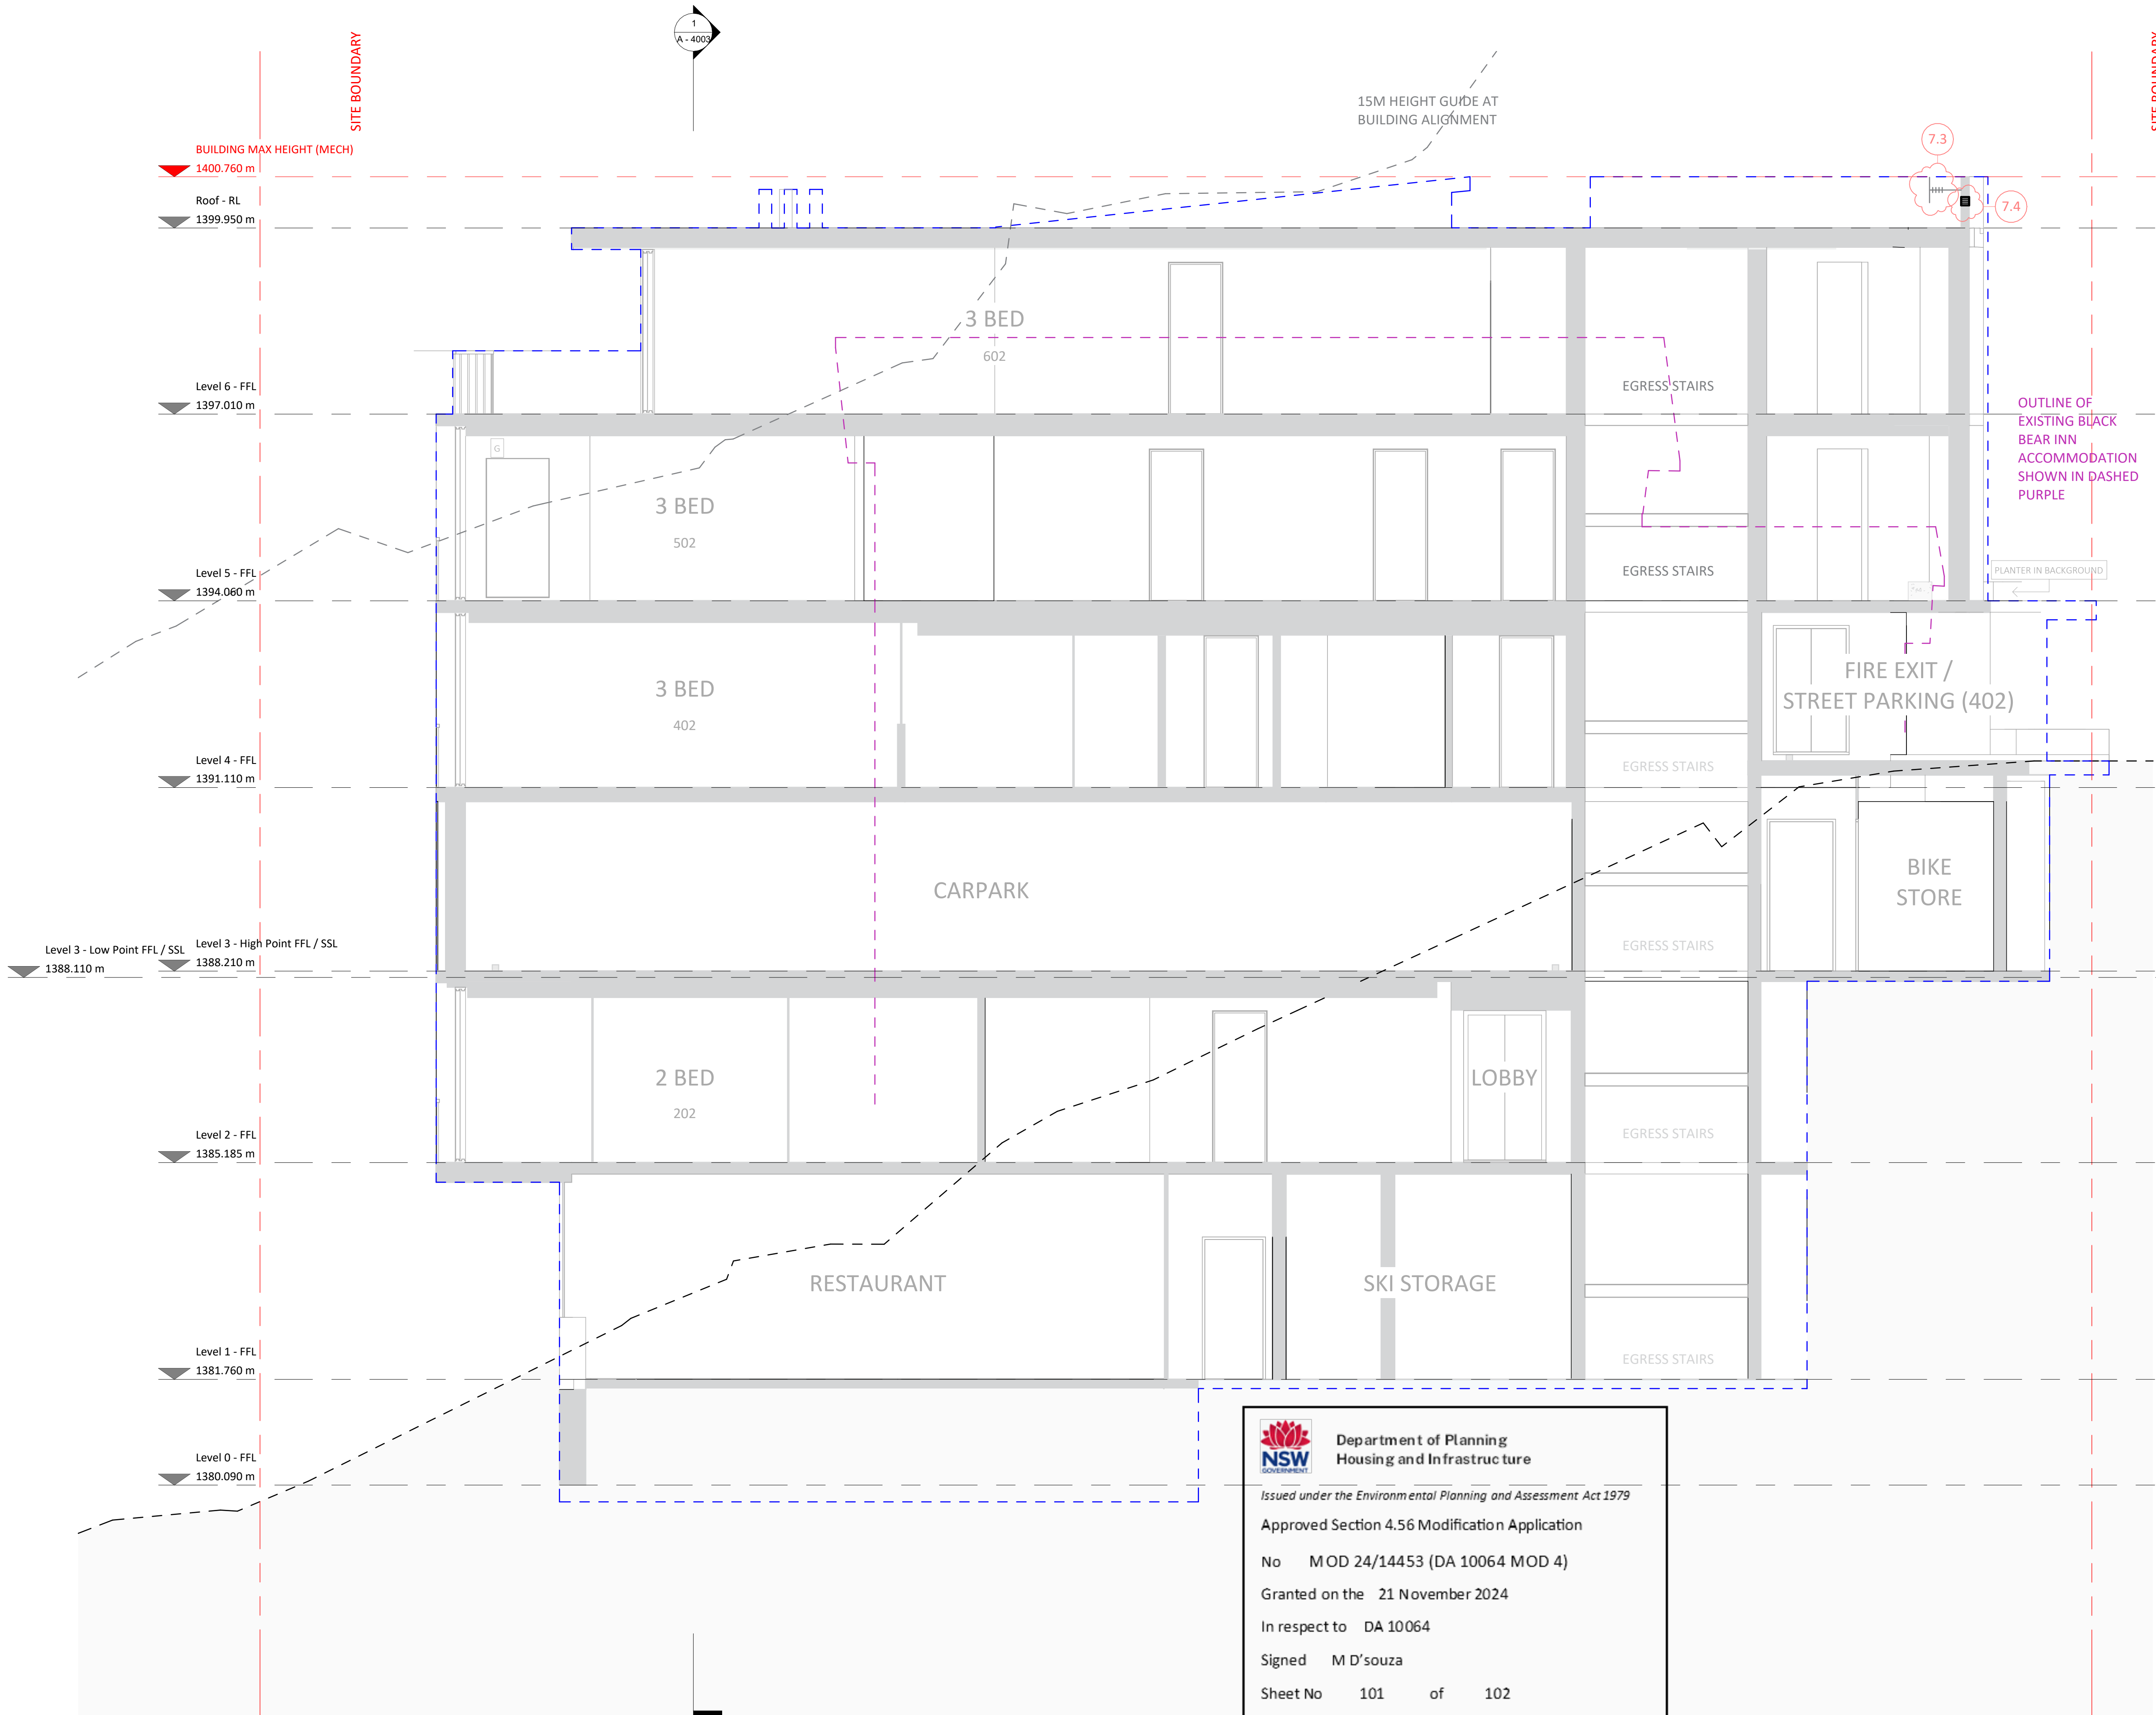 1
A - 4003
SITE BOUNDARY
SITE BOUNDARY
15M HEIGHT GUIDE AT
BUILDING ALIGNMENT
7.3
7.4
BUILDING MAX HEIGHT (MECH)
1400.760 m
Roof - RL
1399.950 m
3 BED
602
Level 6 - FFL
1397.010 m
EGRESS STAIRS
OUTLINE OF
EXISTING BLACK
BEAR INN
ACCOMMODATION
SHOWN IN DASHED
PURPLE
G
3 BED
502
Level 5 - FFL
1394.060 m
EGRESS STAIRS
PLANTER IN BACKGROUND
3 BED
402
FIRE EXIT /
STREET PARKING (402)
Level 4 - FFL
1391.110 m
EGRESS STAIRS
CARPARK
BIKE
STORE
Level 3 - Low Point FFL / SSL
1388.110 m
Level 3 - High Point FFL / SSL
1388.210 m
EGRESS STAIRS
2 BED
202
LOBBY
Level 2 - FFL
1385.185 m
EGRESS STAIRS
RESTAURANT
SKI STORAGE
Level 1 - FFL
1381.760 m
EGRESS STAIRS
Level 0 - FFL
1380.090 m
NSW
GOVERNMENT
Department of Planning
Housing and Infrastructure
Issued under the Environmental Planning and Assessment Act 1979
Approved Section 4.56 Modification Application
No MOD 24/14453 (DA 10064 MOD 4)
Granted on the 21 November 2024
In respect to DA 10064
Signed M D'souza
Sheet No 101 of 102